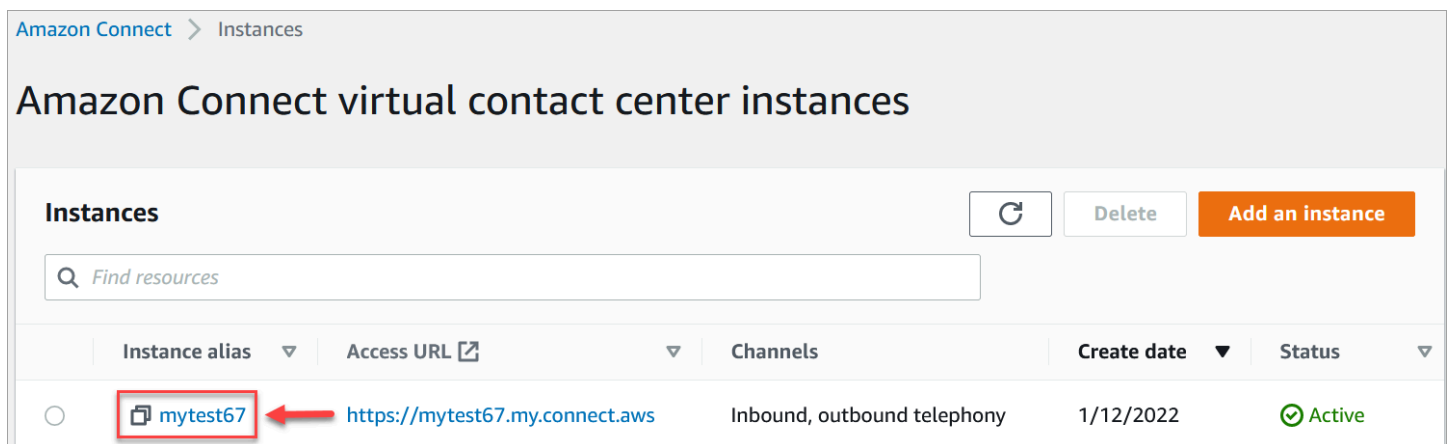 Amazon Connect > Instances
Amazon Connect virtual contact center instances
Instances
Delete
Add an instance
Find resources
Instance alias
Access URL
Channels
Create date
Status
mytest67
https://mytest67.my.connect.aws
Inbound, outbound telephony
1/12/2022
Active